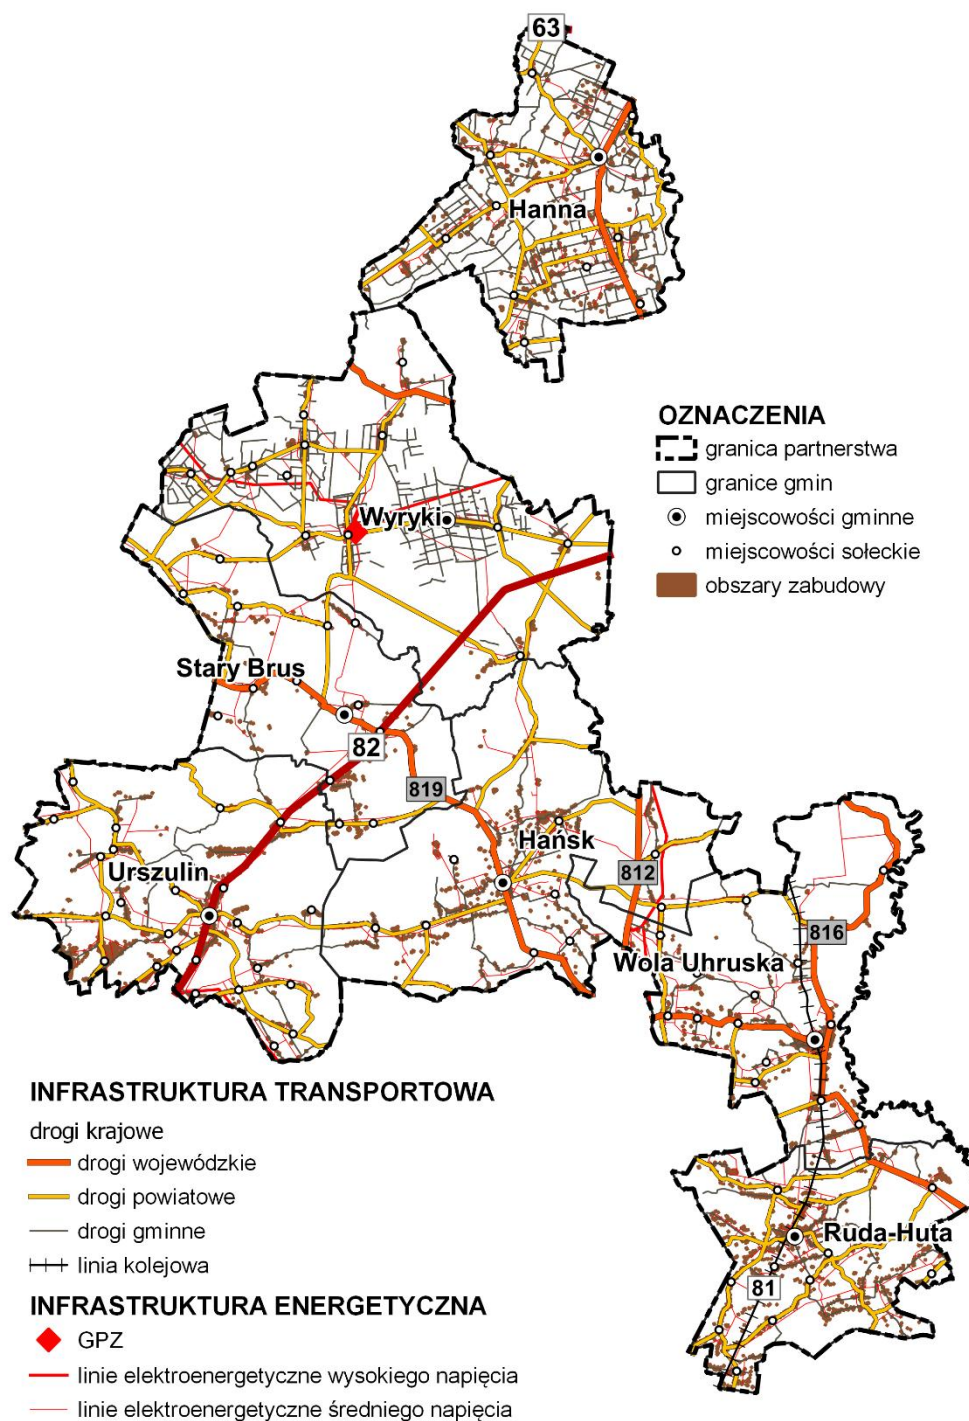 63
Hanna
OZNACZENIA
granica partnerstwa
granice gmin
miejscowości gminne
miejscowości sołeckie
obszary zabudowy
Wyryki
Stary Brus
82
819
Hańsk
812
Urszulin
816
Wola Uhruska
INFRASTRUKTURA TRANSPORTOWA
drogi krajowe
drogi wojewódzkie
drogi powiatowe
drogi gminne
linia kolejowa
Ruda-Huta
81
INFRASTRUKTURA ENERGETYCZNA
GPZ
linie elektroenergetyczne wysokiego napięcia
linie elektroenergetyczne średniego napięcia